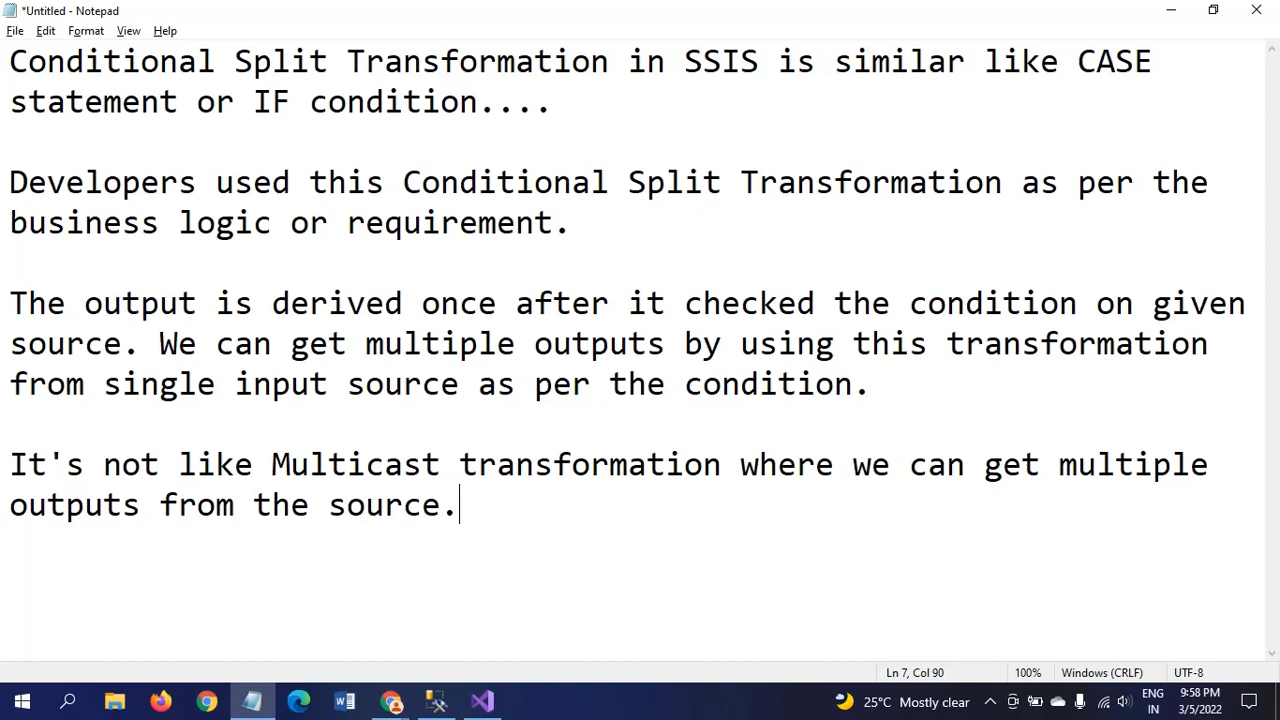 *Untitled - Notepad
File Edit Format View Help
Conditional Split Transformation in SSIS is similar like CASE
statement or IF condition....
Developers used this Conditional Split Transformation as per the
business logic or requirement.
The output is derived once after it checked the condition on given
source. We can get multiple outputs by using this transformation
from single input source as per the condition.
It's not like Multicast transformation where we can get multiple
outputs from the source.
Ln 7, Col 90 100% Windows (CRLF) UTF-8
25°C Mostly clear ENG 9:58 PM
IN 3/5/2022